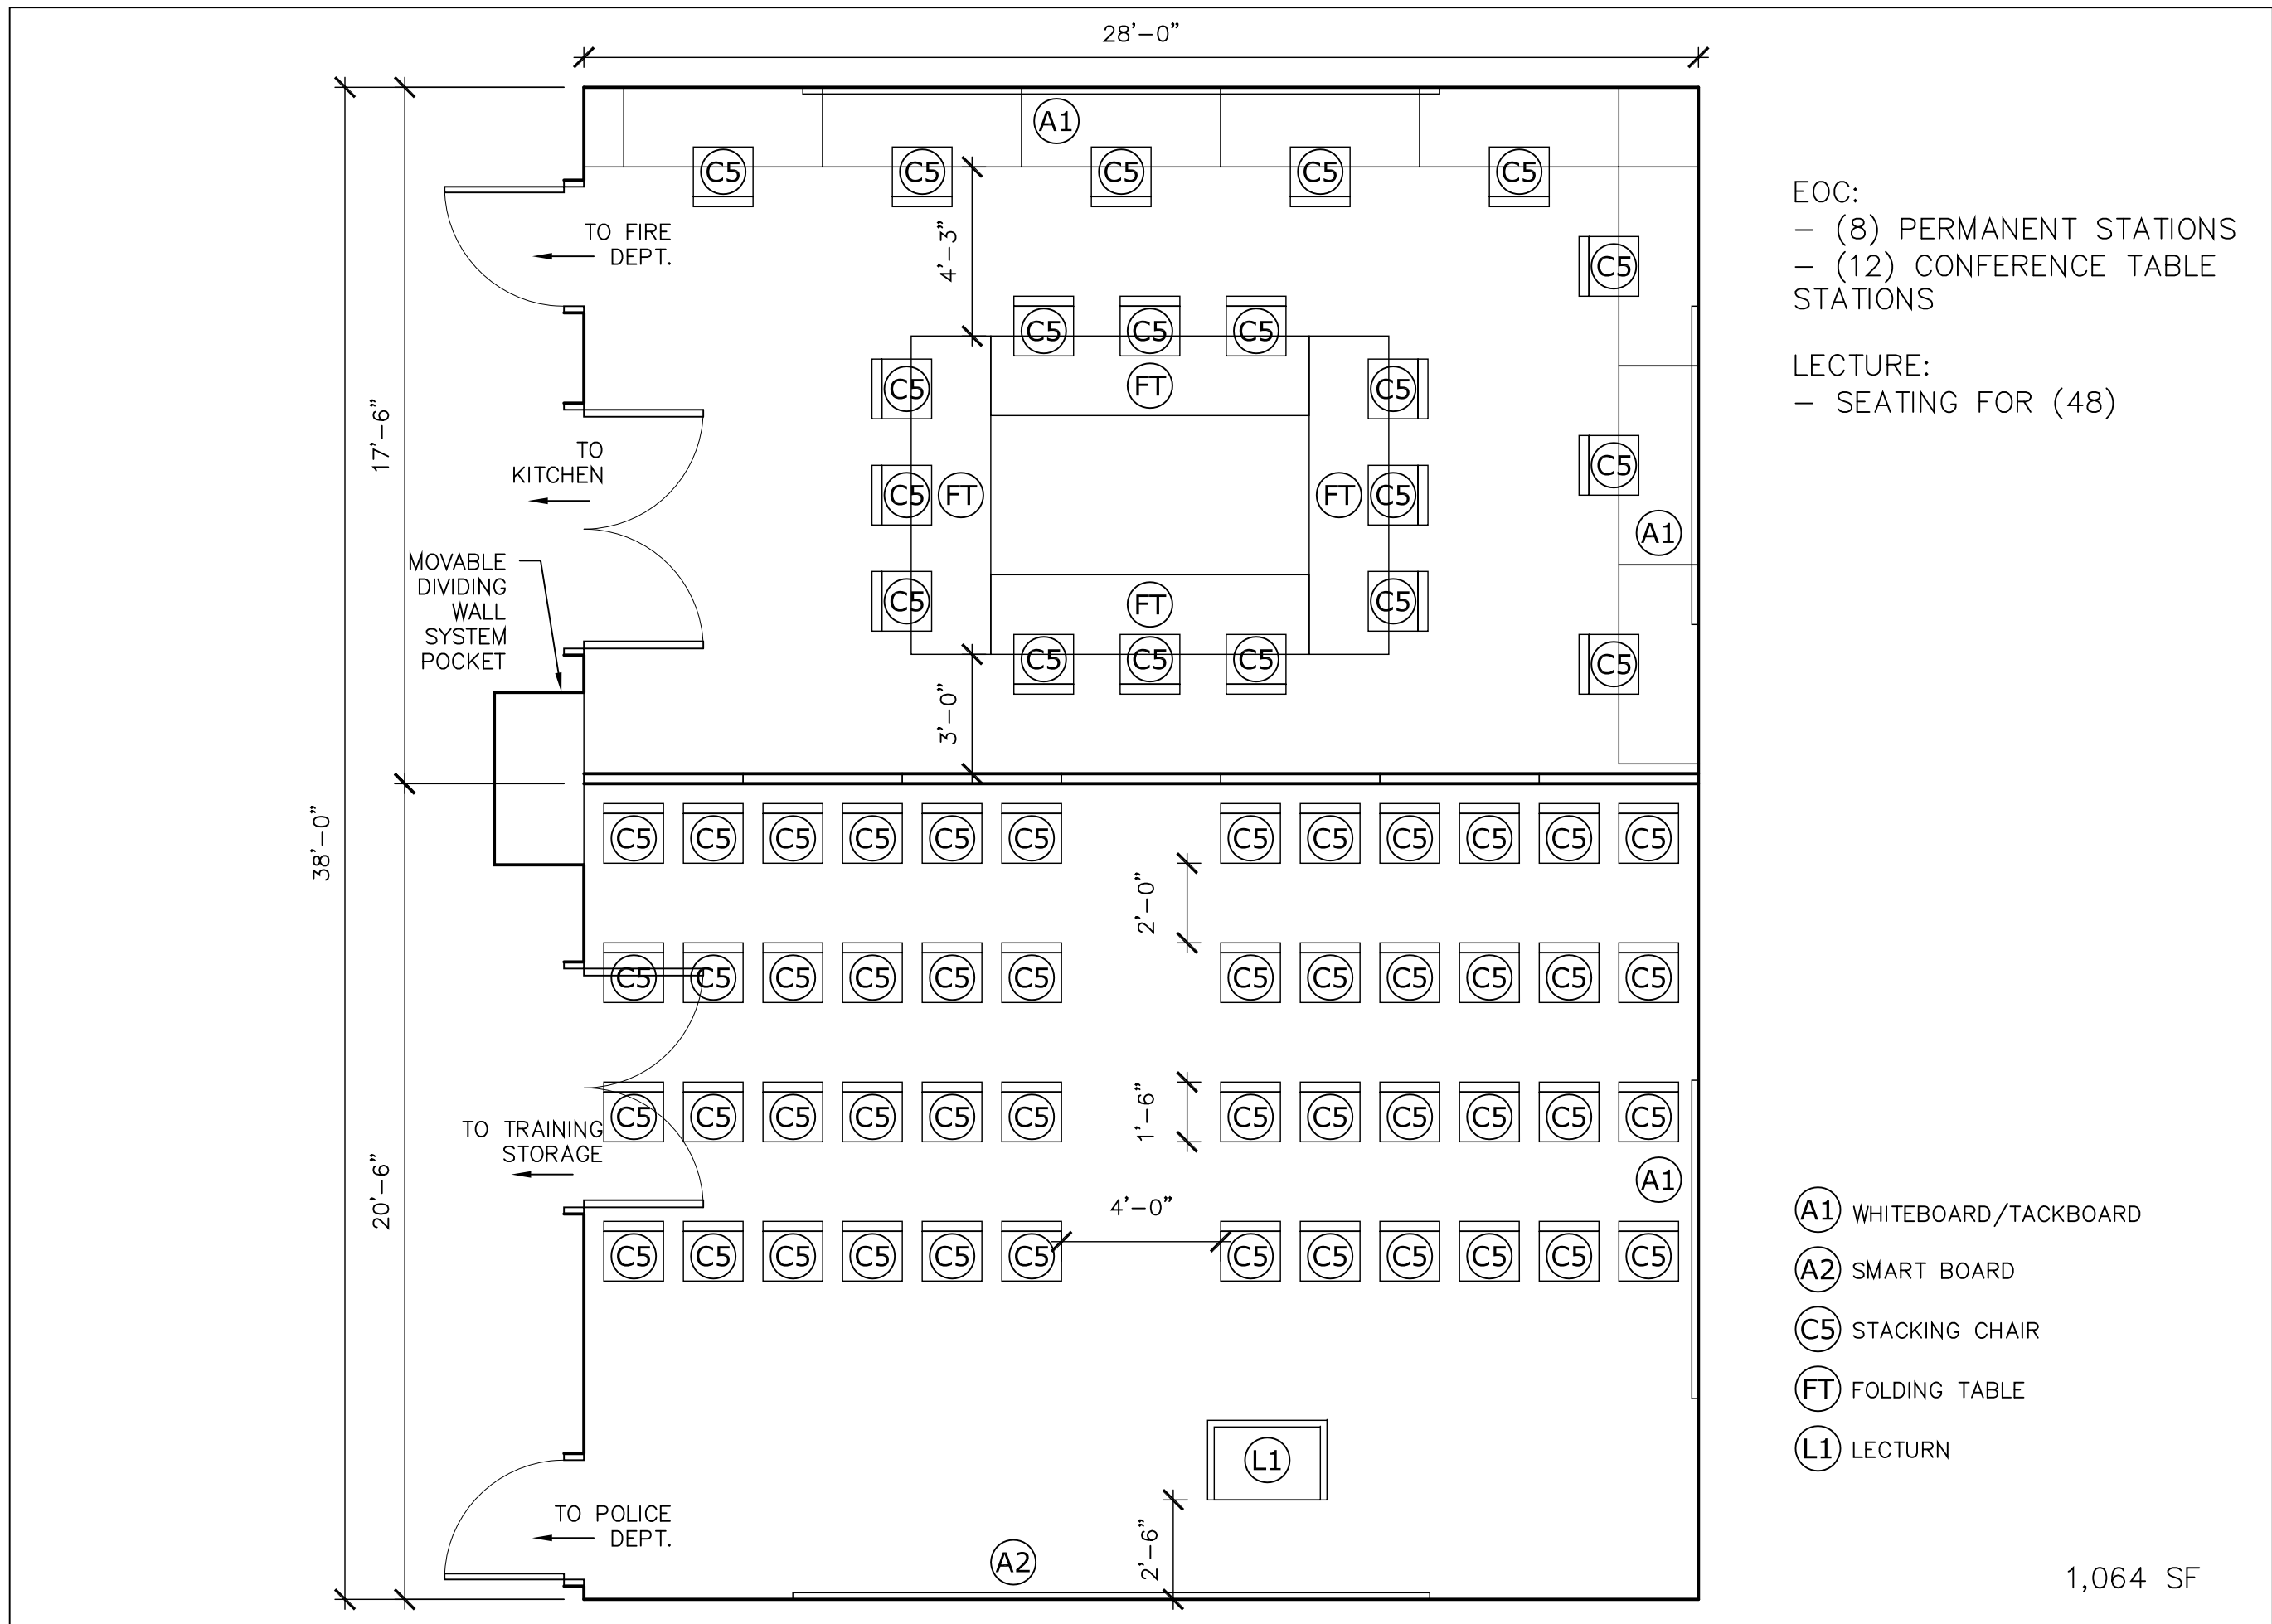 28'-0"
A1
C5 C5 C5 C5 C5
TO FIRE
DEPT.
4'-3"
C5
C5 C5 C5
C5 FT C5
17'-6"
TO
KITCHEN
C5
C5 FT FT C5
A1
MOVABLE
DIVIDING
WALL
SYSTEM
POCKET
C5 FT C5
C5 C5 C5
C5
3'-0"
38'-0"
C5 C5 C5 C5 C5 C5 C5 C5 C5 C5 C5 C5
2'-0"
C5 C5 C5 C5 C5 C5 C5 C5 C5 C5 C5 C5
C5 C5 C5 C5 C5 C5 C5 C5 C5 C5 C5 C5
1'-6"
TO TRAINING
STORAGE
A1
20'-6"
4'-0"
C5 C5 C5 C5 C5 C5 C5 C5 C5 C5 C5 C5
L1
TO POLICE
DEPT.
2'-6"
A2
EOC:
- (8) PERMANENT STATIONS
- (12) CONFERENCE TABLE
STATIONS
LECTURE:
- SEATING FOR (48)
A1 WHITEBOARD/TACKBOARD
A2 SMART BOARD
C5 STACKING CHAIR
FT FOLDING TABLE
L1 LECTURN
1,064 SF